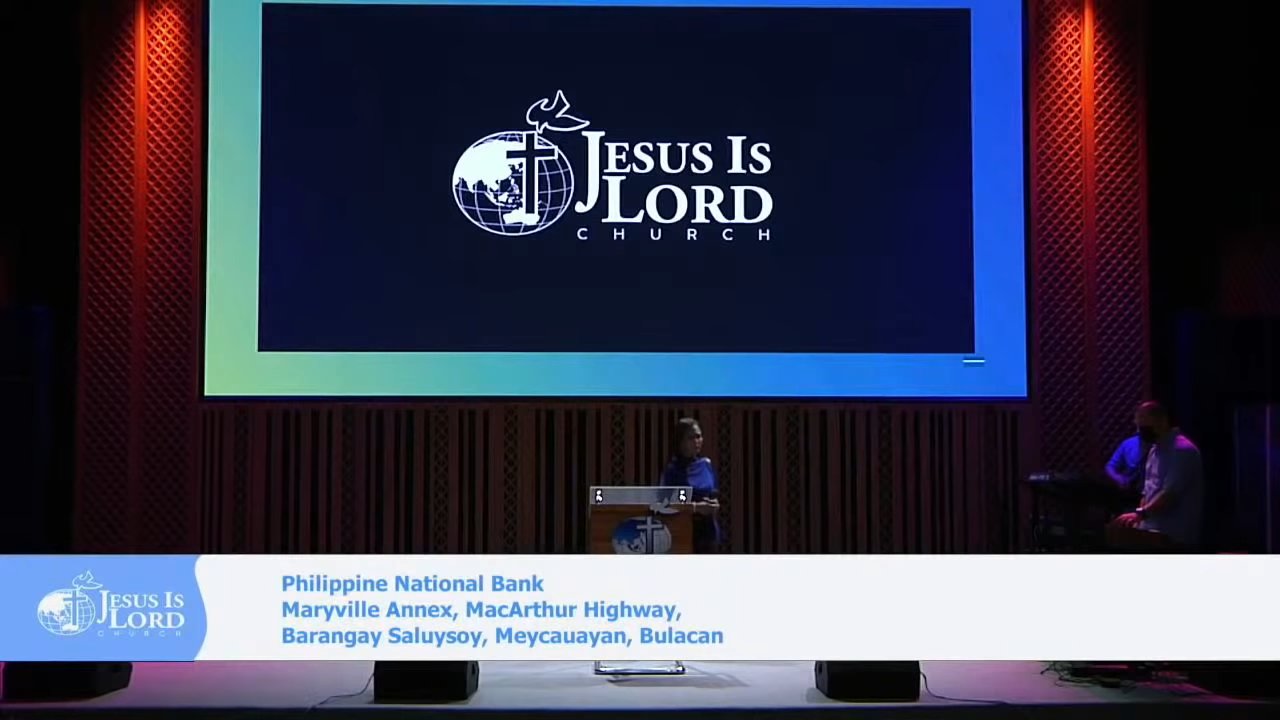 JESUS IS
LORD
CHURCH
Philippine National Bank
Maryville Annex, MacArthur Highway,
Barangay Saluysoy, Meycauayan, Bulacan
JESUS IS
LORD
CHURCH